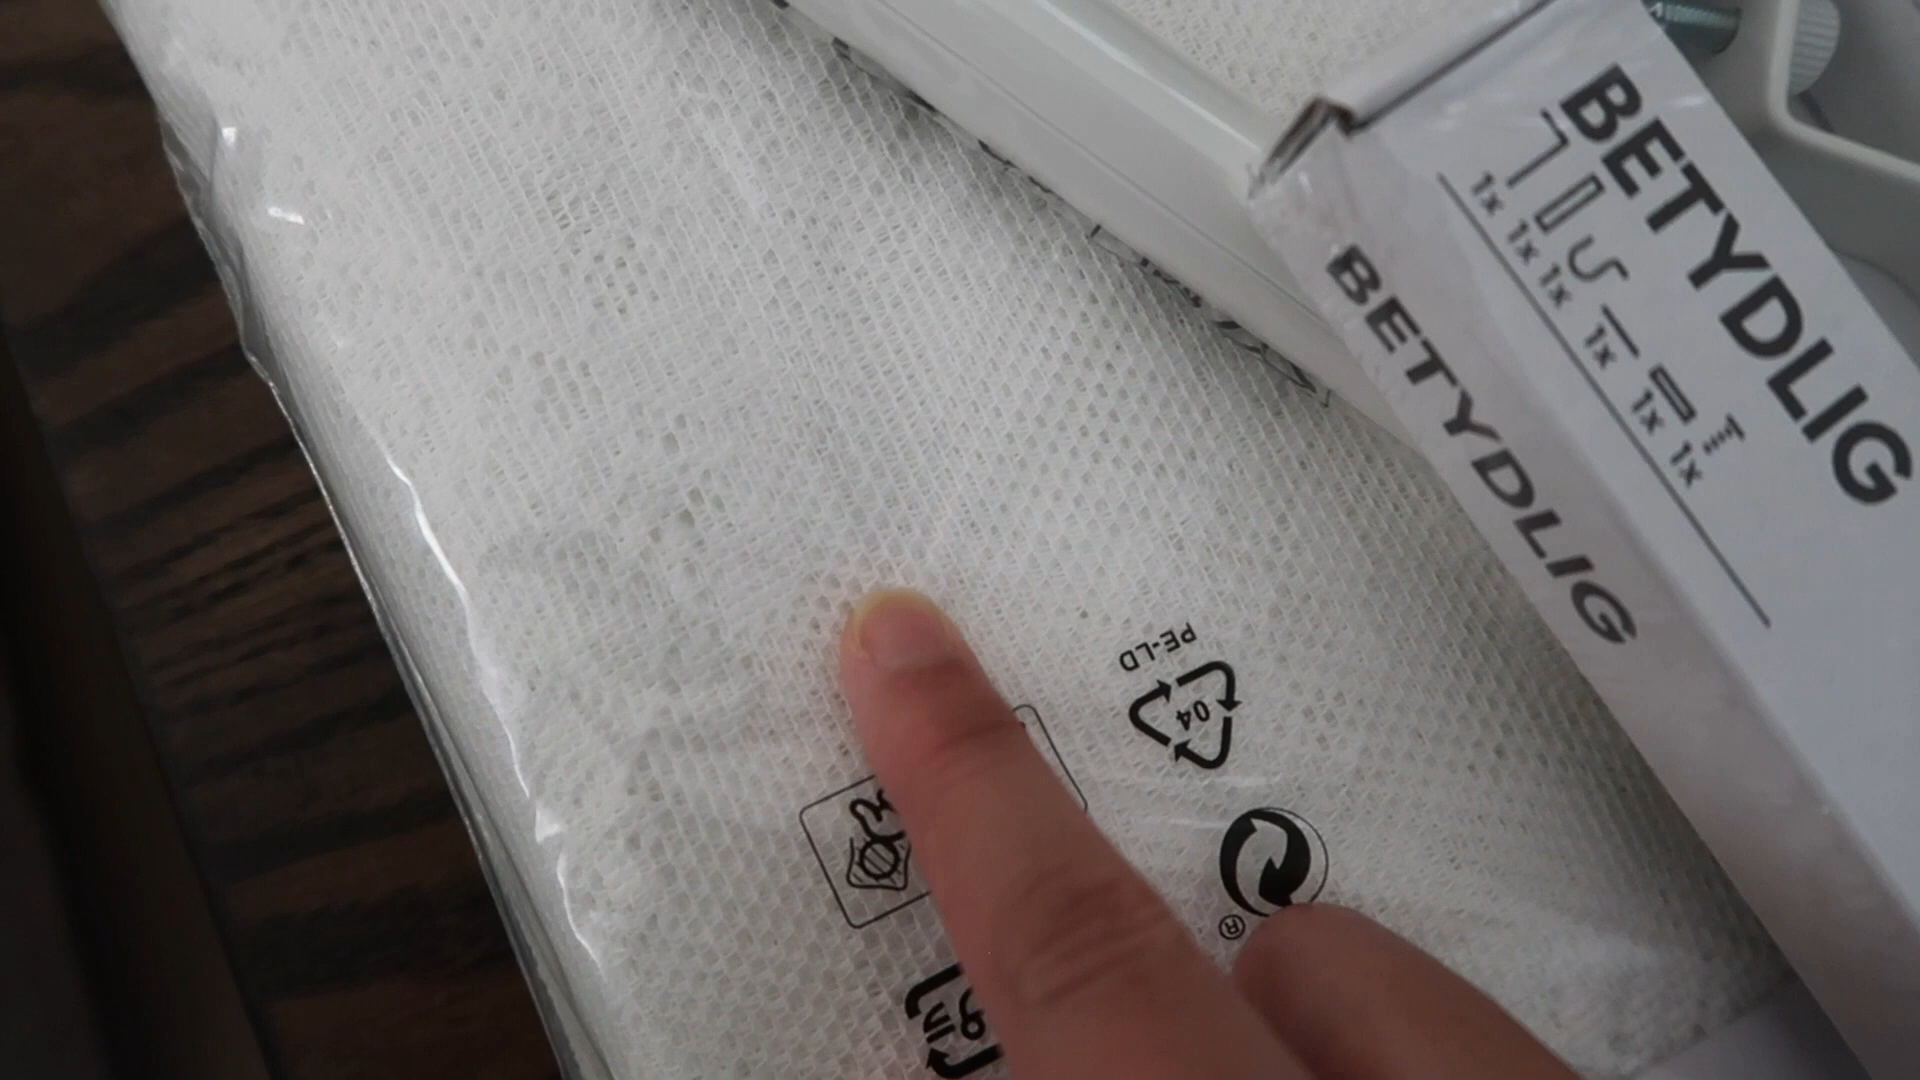 BETYDLIG
1x 1x 1x 1x 1x 1x
BETYDLIG
PE-LD
04
®